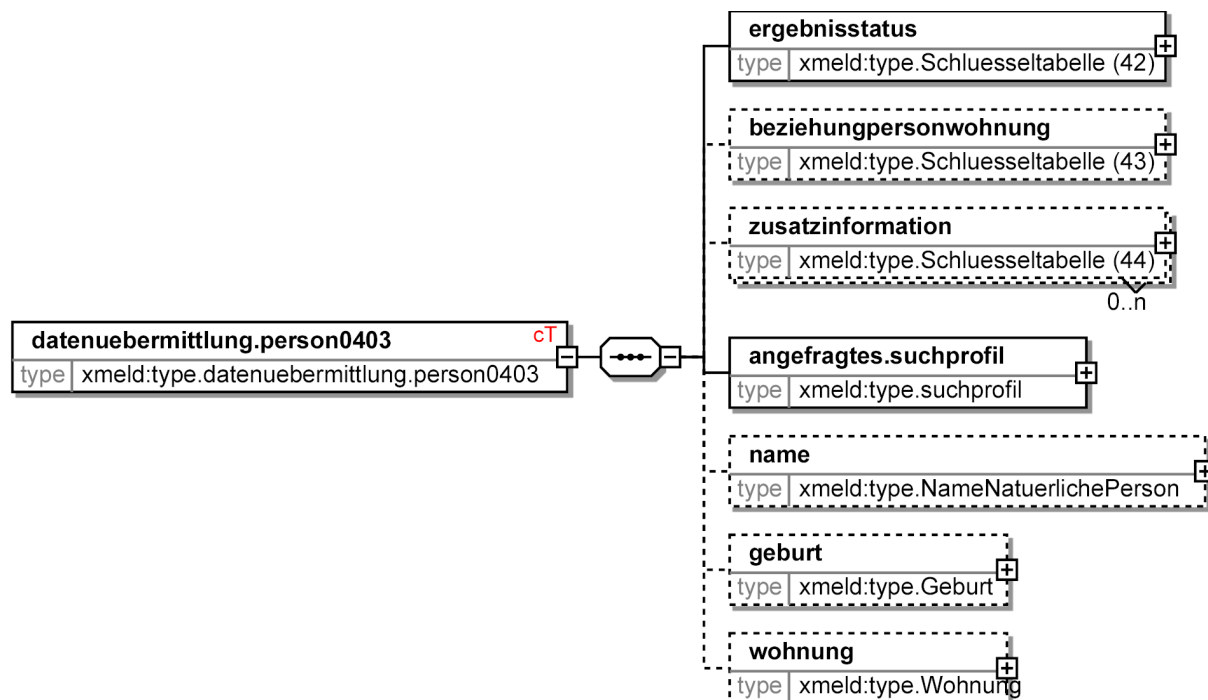 ergebnisstatus
type xmeld:type.Schluesseltabelle (42)
beziehungpersonwohnung
type xmeld:type.Schluesseltabelle (43)
zusatzinformation
type xmeld:type.Schluesseltabelle (44)
0..n
datenuebermittlung.person0403 cT
type xmeld:type.datenuebermittlung.person0403
angefragtes.suchprofil
type xmeld:type.suchprofil
name
type xmeld:type.NameNatuerlichePerson
geburt
type xmeld:type.Geburt
wohnung
type xmeld:type.Wohnung